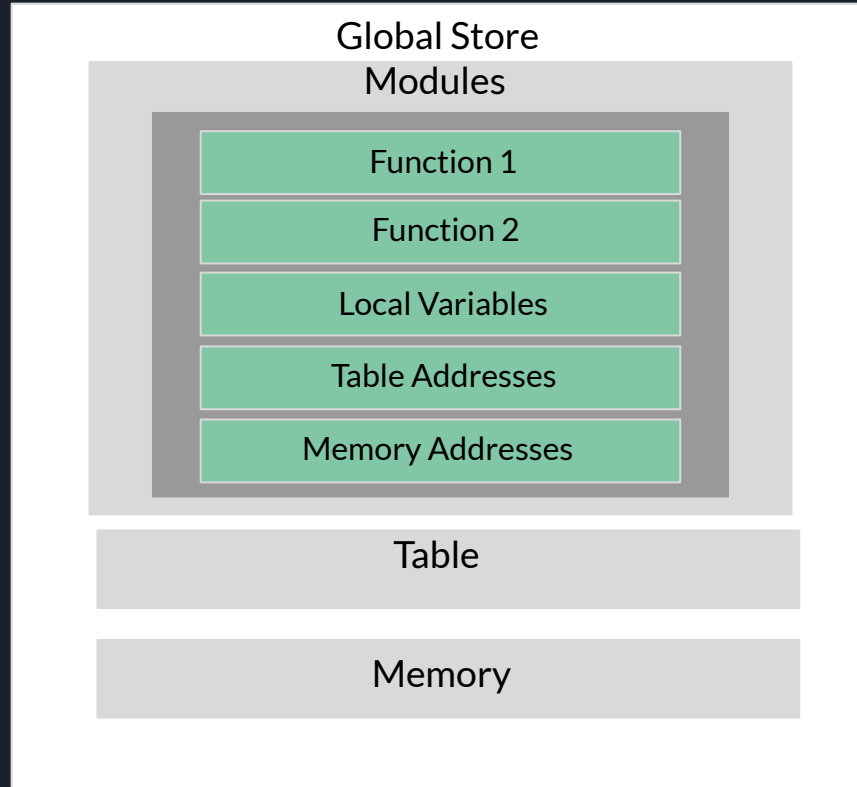 Global Store
Modules
Function 1
Function 2
Local Variables
Table Addresses
Memory Addresses
Table
Memory